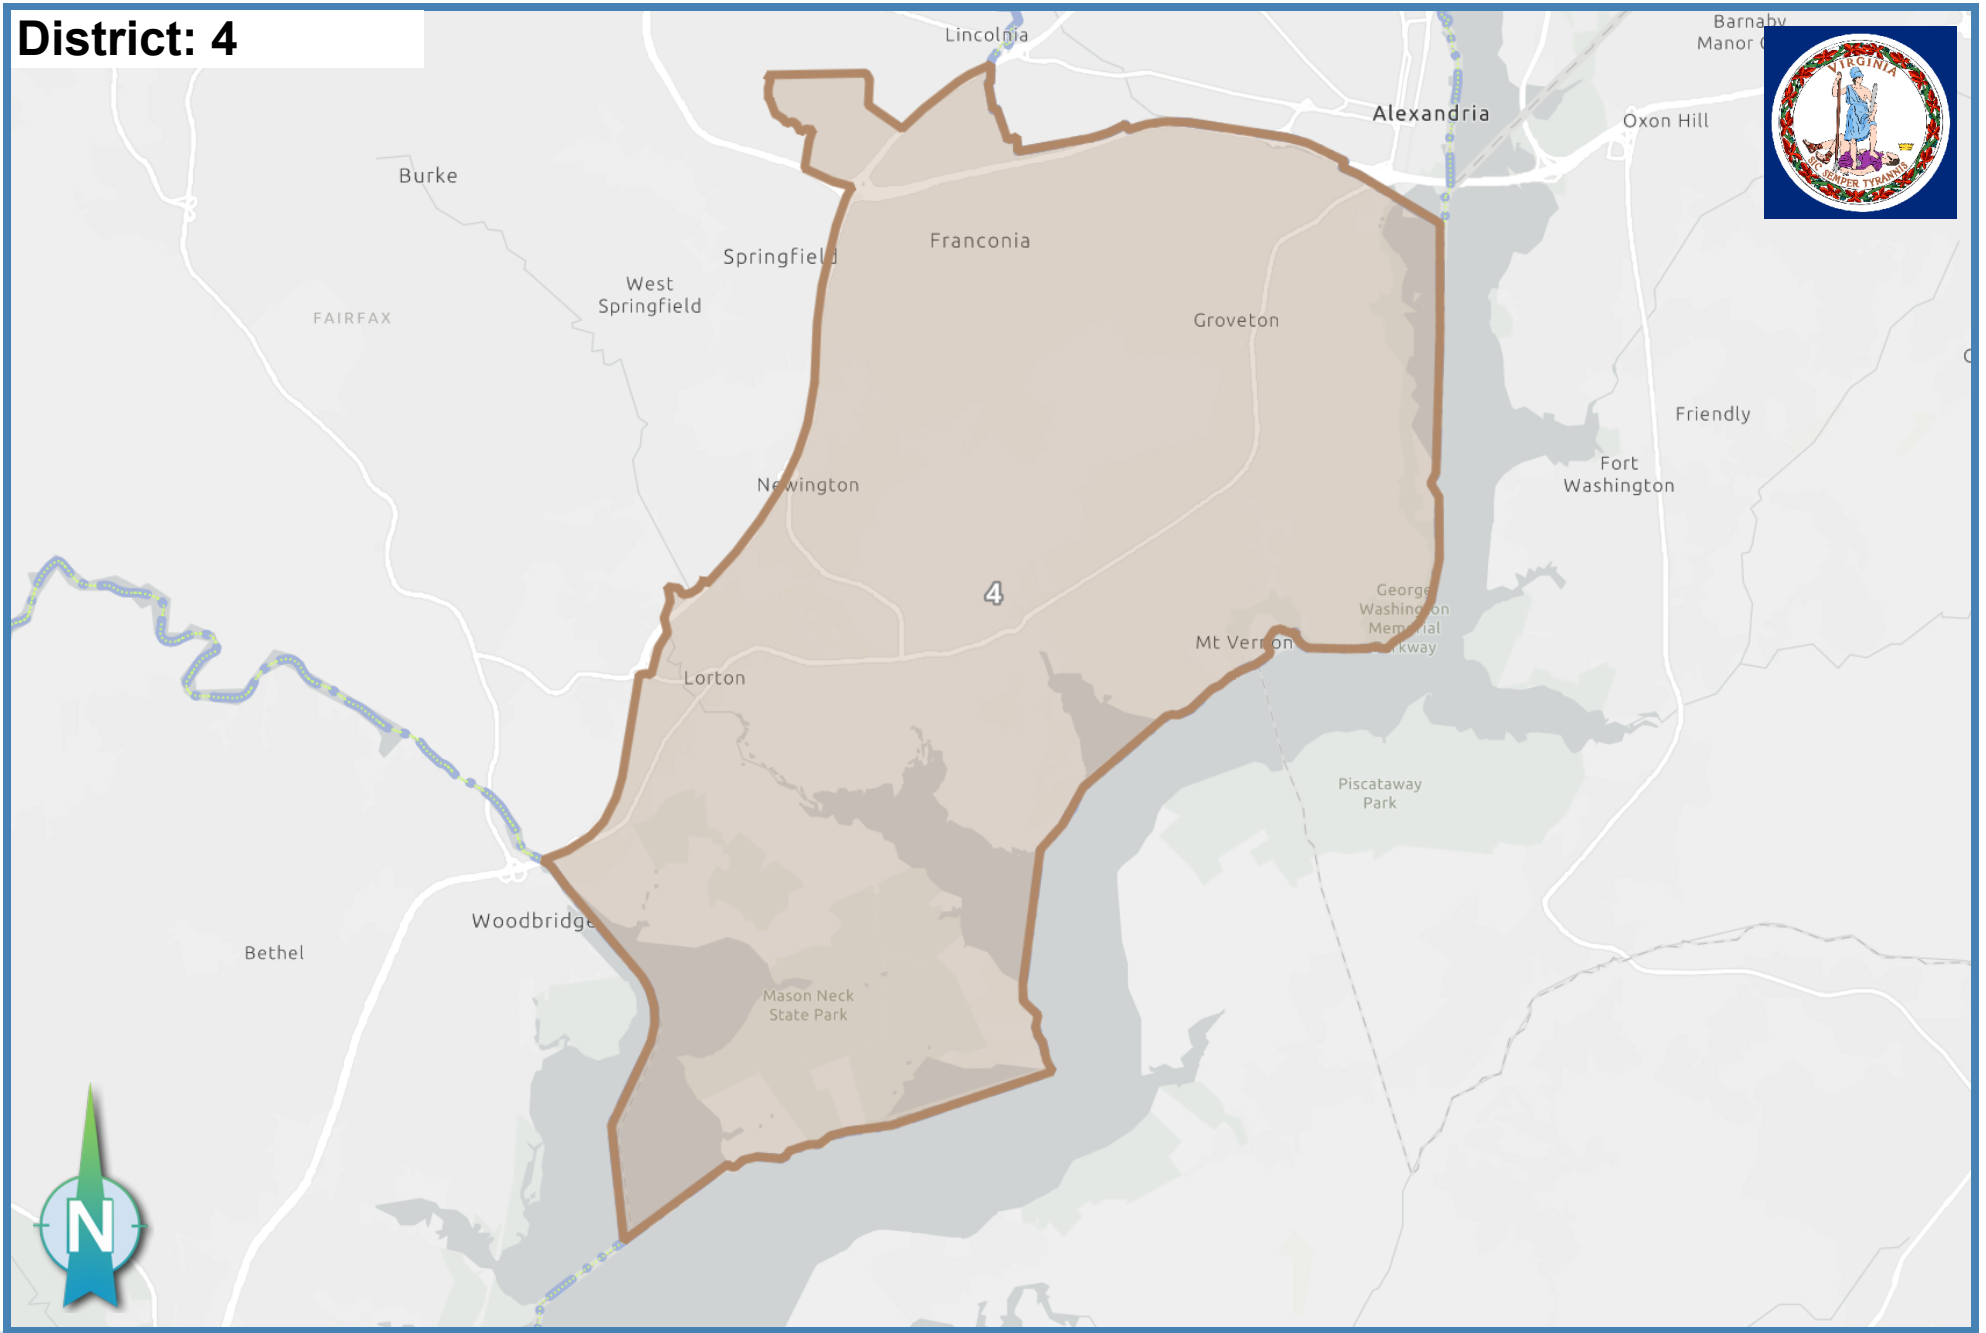 District: 4
Lincolnia
Barnaby
Manor
VIRGINIA
SIC SEMPER TYRANNIS
Alexandria
Oxon Hill
Burke
Franconia
Springfield
West
Springfield
FAIRFAX
Groveton
Friendly
Fort
Washington
Newington
4
George
Washington
Memorial
Parkway
Mt Vernon
Lorton
Piscataway
Park
Woodbridge
Bethel
Mason Neck
State Park
N